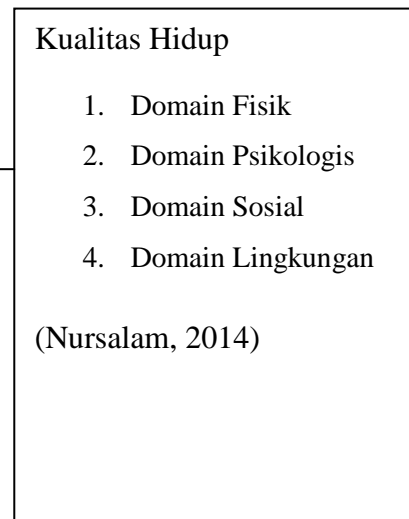 Kualitas Hidup
1. Domain Fisik
2. Domain Psikologis
3. Domain Sosial
4. Domain Lingkungan
(Nursalam, 2014)